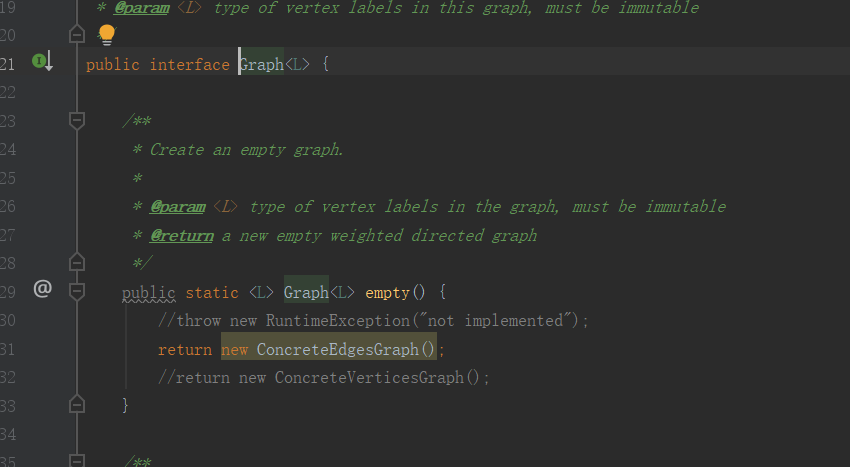 19 * @param <L> type of vertex labels in this graph, must be immutable
20
21 public interface Graph<L> {
22
23 /**
24 * Create an empty graph.
25 *
26 * @param <L> type of vertex labels in the graph, must be immutable
27 * @return a new empty weighted directed graph
28 */
29 public static <L> Graph<L> empty() {
30 //throw new RuntimeException("not implemented");
31 return new ConcreteEdgesGraph();
32 //return new ConcreteVerticesGraph();
33 }
34
35 /**